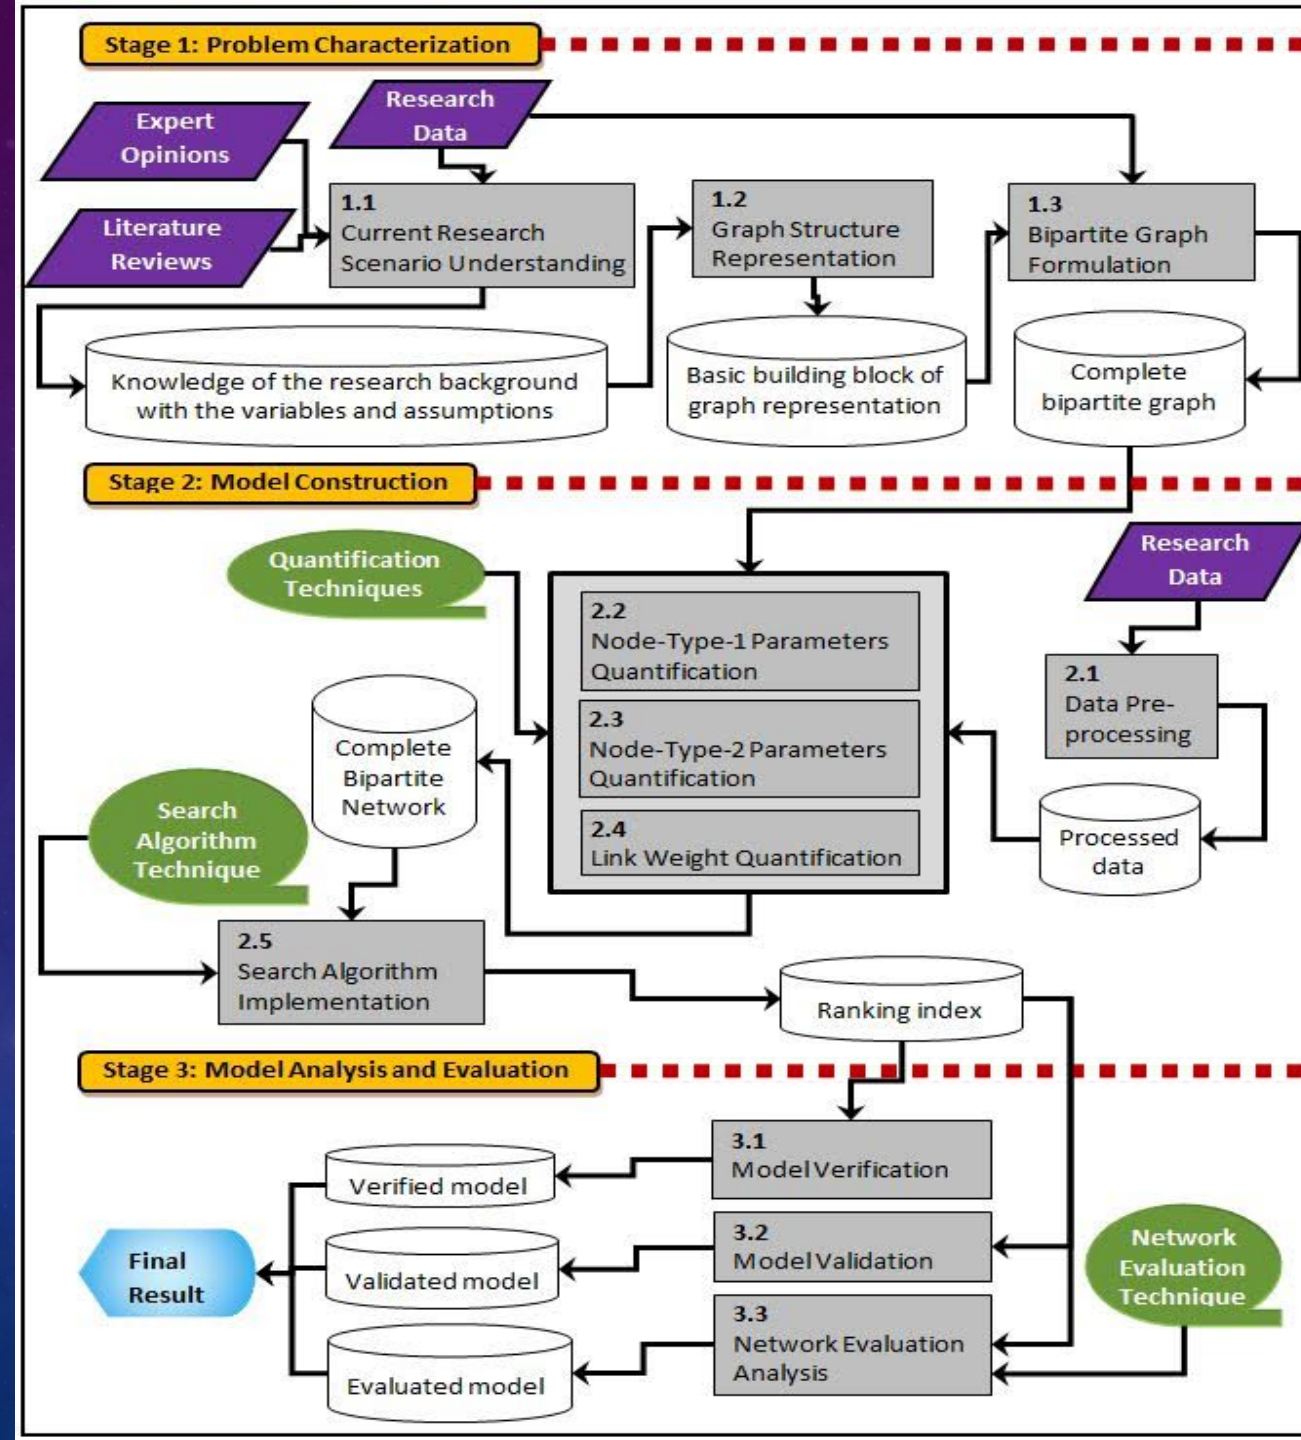 Stage 1: Problem Characterization
Expert
Opinions
Research
Data
Literature
Reviews
1.1
Current Research
Scenario Understanding
1.2
Graph Structure
Representation
1.3
Bipartite Graph
Formulation
Knowledge of the research background
with the variables and assumptions
Basic building block of
graph representation
Complete
bipartite graph
Stage 2: Model Construction
Quantification
Techniques
Research
Data
2.2
Node-Type-1 Parameters
Quantification
2.3
Node-Type-2 Parameters
Quantification
2.4
Link Weight Quantification
2.1
Data Pre-
processing
Complete
Bipartite
Network
Search
Algorithm
Technique
Processed
data
2.5
Search Algorithm
Implementation
Ranking index
Stage 3: Model Analysis and Evaluation
3.1
Model Verification
Verified model
3.2
Model Validation
Validated model
3.3
Network Evaluation
Analysis
Evaluated model
Network
Evaluation
Technique
Final
Result